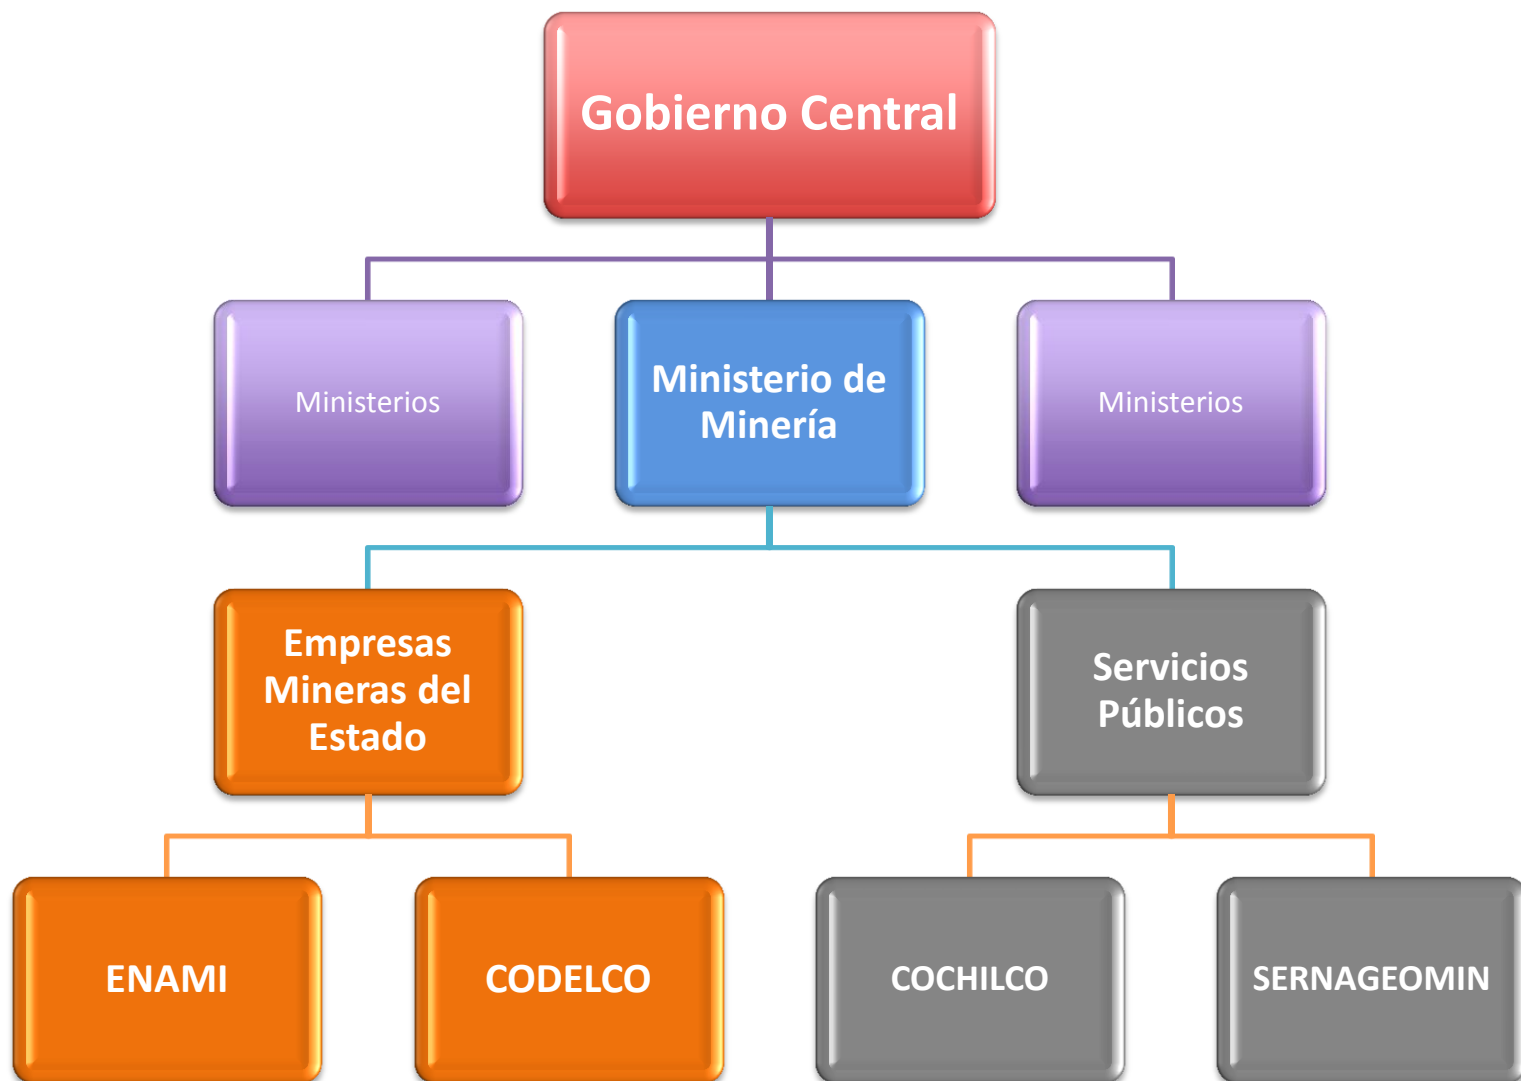 Gobierno Central
Ministerios
Ministerio de
Minería
Ministerios
Empresas
Mineras del
Estado
Servicios
Públicos
ENAMI
CODELCO
COCHILCO
SERNAGEOMIN